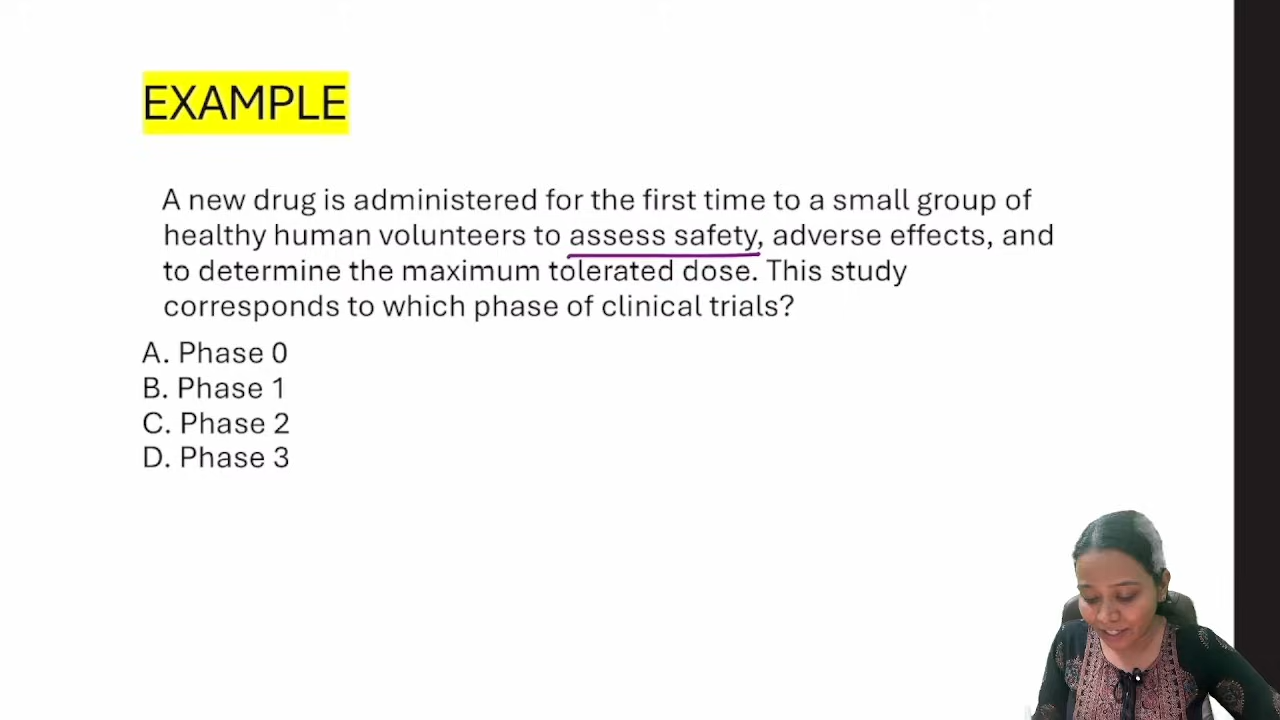 EXAMPLE
A new drug is administered for the first time to a small group of
healthy human volunteers to assess safety, adverse effects, and
to determine the maximum tolerated dose. This study
corresponds to which phase of clinical trials?
A. Phase 0
B. Phase 1
C. Phase 2
D. Phase 3